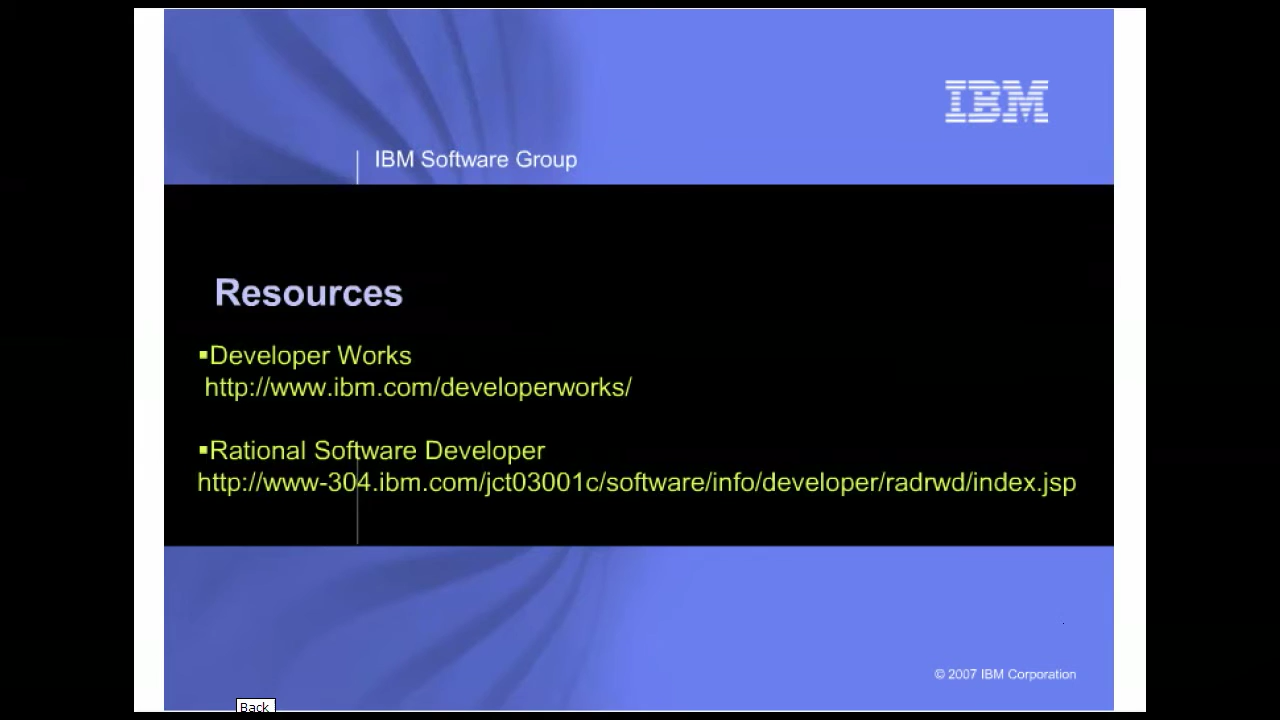 IBM
IBM Software Group
Resources
▪Developer Works
http://www.ibm.com/developerworks/
▪Rational Software Developer
http://www-304.ibm.com/jct03001c/software/info/developer/radrwd/index.jsp
© 2007 IBM Corporation
Back